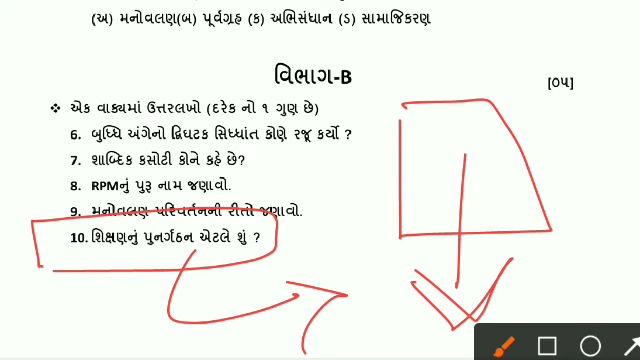 (અ) મનોવલણ(બ) પૂર્વગ્રહ (ક) અભિસંધાન (ડ) સામાજિકરણ
વિભાગ-B
[૦૫]
❖ એક વાક્યમાં ઉત્તરલખો (દરેક નો ૧ ગુણ છે)
6. બુધ્ધિ અંગેનો દ્વિઘટક સિધ્ધાંત કોણે રજૂ કર્યો ?
7. શાબ્દિક કસોટી કોને કહે છે?
8. RPMનું પુરૂ નામ જણાવો.
9. મનોવલણ પરિવર્તનની રીતો જણાવો.
10. શિક્ષણનું પુનર્ગઠન એટલે શું ?